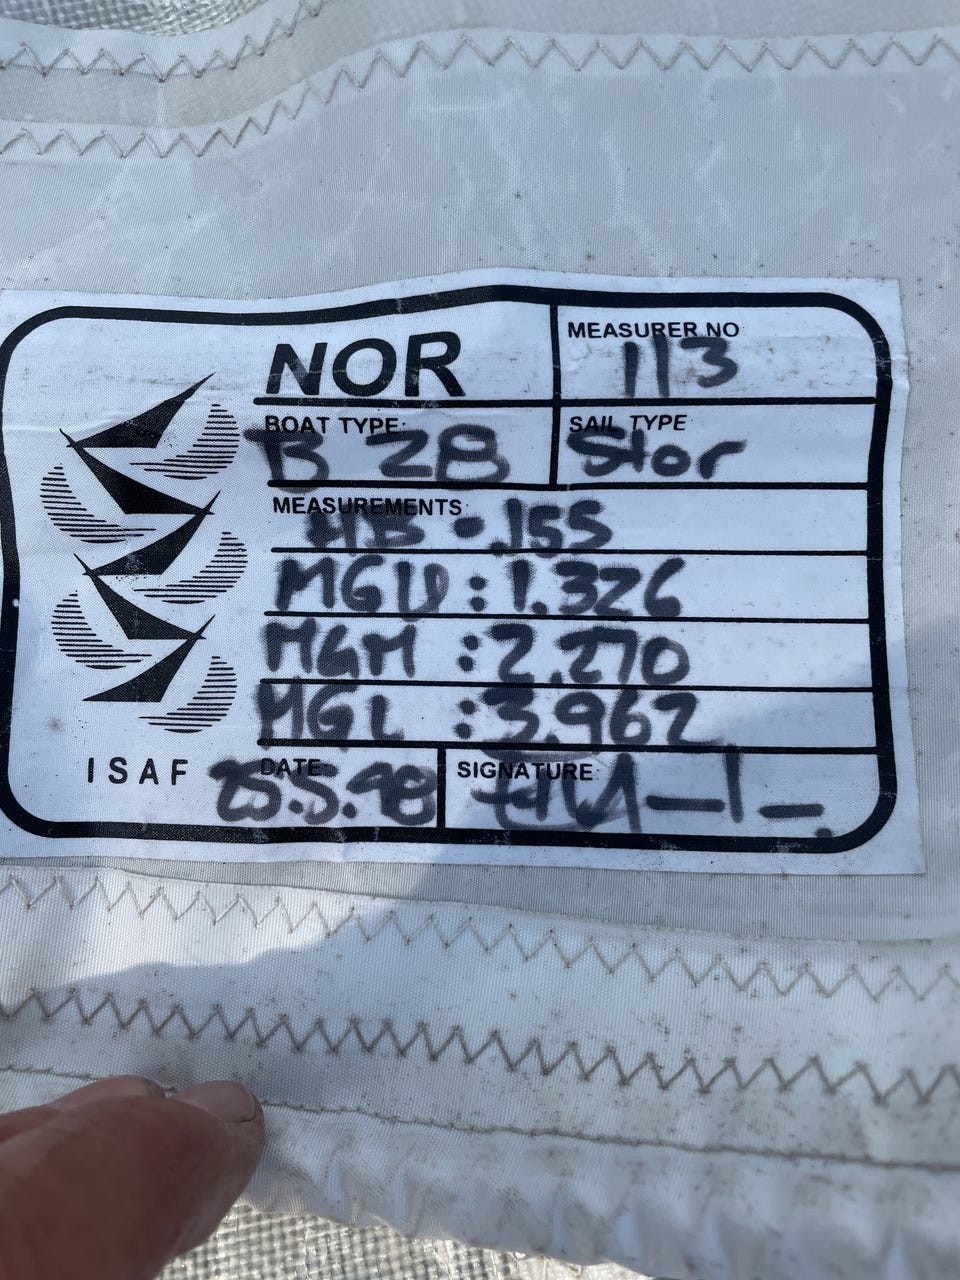 NOR
MEASURER NO
113
BOAT TYPE:
B 28
SAIL TYPE
Stor
MEASUREMENTS:
HB : .155
MGU : 1.326
MGM : 2.270
MGL : 3.962
ISAF
DATE:
25.5.98
SIGNATURE: